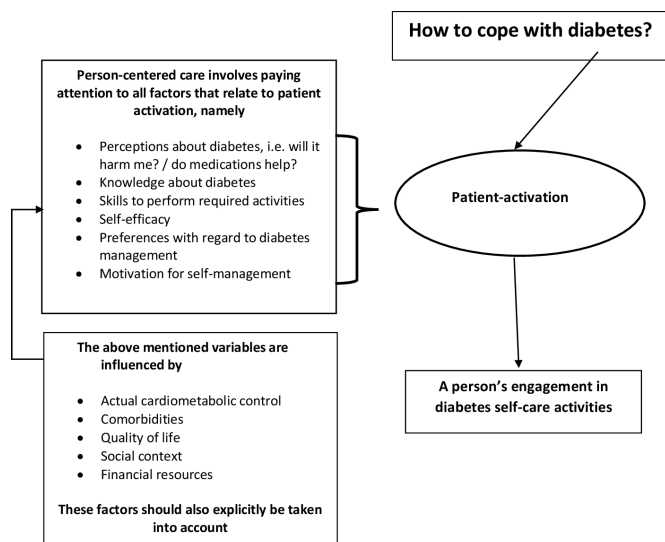 How to cope with diabetes?
Person-centered care involves paying
attention to all factors that relate to patient
activation, namely
• Perceptions about diabetes, i.e. will it
harm me? / do medications help?
• Knowledge about diabetes
• Skills to perform required activities
• Self-efficacy
• Preferences with regard to diabetes
management
• Motivation for self-management
Patient-activation
The above mentioned variables are
influenced by
• Actual cardiometabolic control
• Comorbidities
• Quality of life
• Social context
• Financial resources
These factors should also explicitly be taken
into account
A person's engagement in
diabetes self-care activities